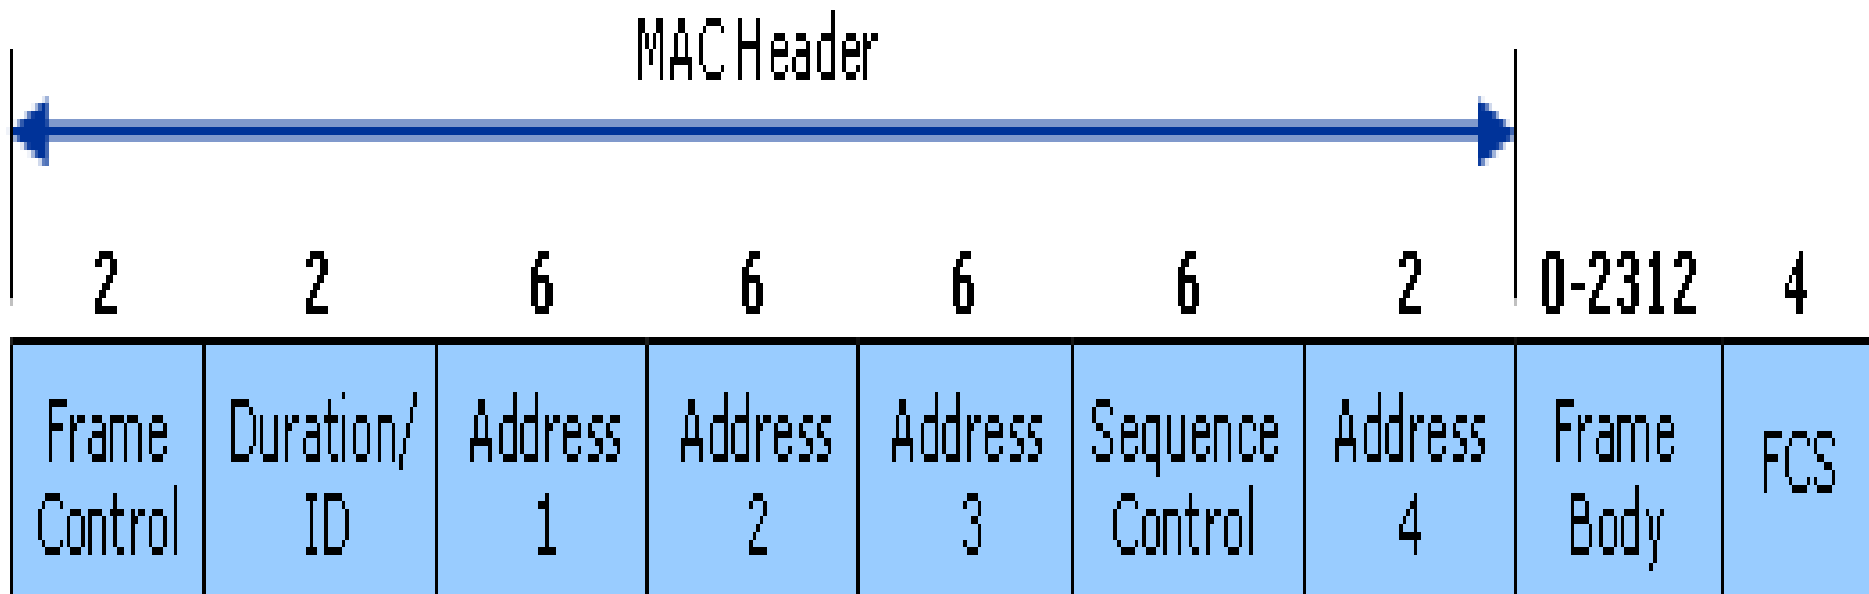 MAC Header
2 2 6 6 6 6 2 0-2312 4
Frame Control
Duration/ ID
Address 1
Address 2
Address 3
Sequence Control
Address 4
Frame Body
FCS